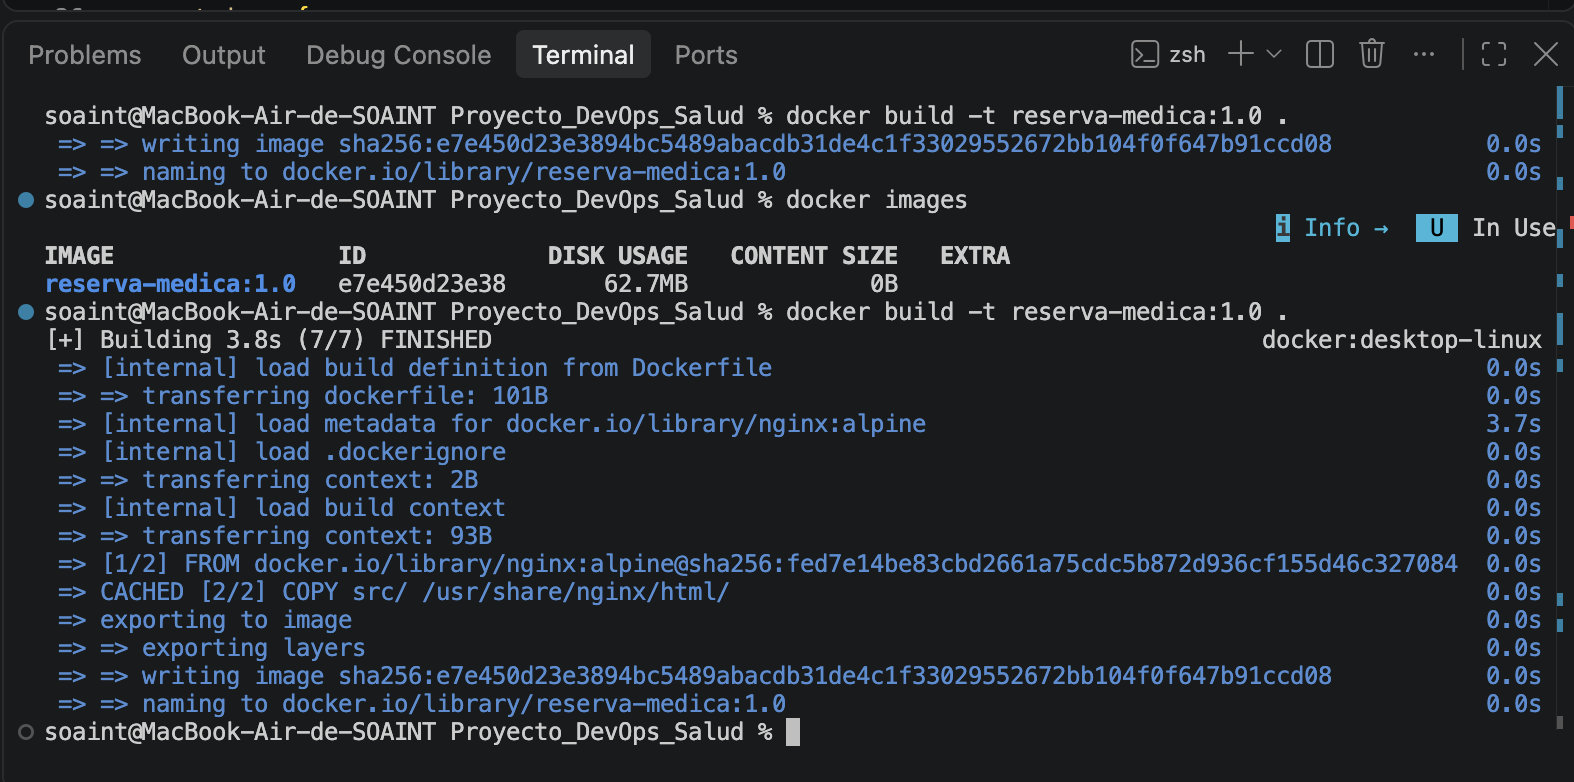 Problems Output Debug Console Terminal Ports zsh
soaint@MacBook-Air-de-SOAINT Proyecto_DevOps_Salud % docker build -t reserva-medica:1.0 .
=> => writing image sha256:e7e450d23e3894bc5489abacdb31de4c1f33029552672bb104f0f647b91ccd08 0.0s
=> => naming to docker.io/library/reserva-medica:1.0 0.0s
soaint@MacBook-Air-de-SOAINT Proyecto_DevOps_Salud % docker images
i Info → U In Use
IMAGE ID DISK USAGE CONTENT SIZE EXTRA
reserva-medica:1.0 e7e450d23e38 62.7MB 0B
soaint@MacBook-Air-de-SOAINT Proyecto_DevOps_Salud % docker build -t reserva-medica:1.0 .
[+] Building 3.8s (7/7) FINISHED docker:desktop-linux
=> [internal] load build definition from Dockerfile 0.0s
=> => transferring dockerfile: 101B 0.0s
=> [internal] load metadata for docker.io/library/nginx:alpine 3.7s
=> [internal] load .dockerignore 0.0s
=> => transferring context: 2B 0.0s
=> [internal] load build context 0.0s
=> => transferring context: 93B 0.0s
=> [1/2] FROM docker.io/library/nginx:alpine@sha256:fed7e14be83cbd2661a75cdc5b872d936cf155d46c327084 0.0s
=> CACHED [2/2] COPY src/ /usr/share/nginx/html/ 0.0s
=> exporting to image 0.0s
=> => exporting layers 0.0s
=> => writing image sha256:e7e450d23e3894bc5489abacdb31de4c1f33029552672bb104f0f647b91ccd08 0.0s
=> => naming to docker.io/library/reserva-medica:1.0 0.0s
soaint@MacBook-Air-de-SOAINT Proyecto_DevOps_Salud %